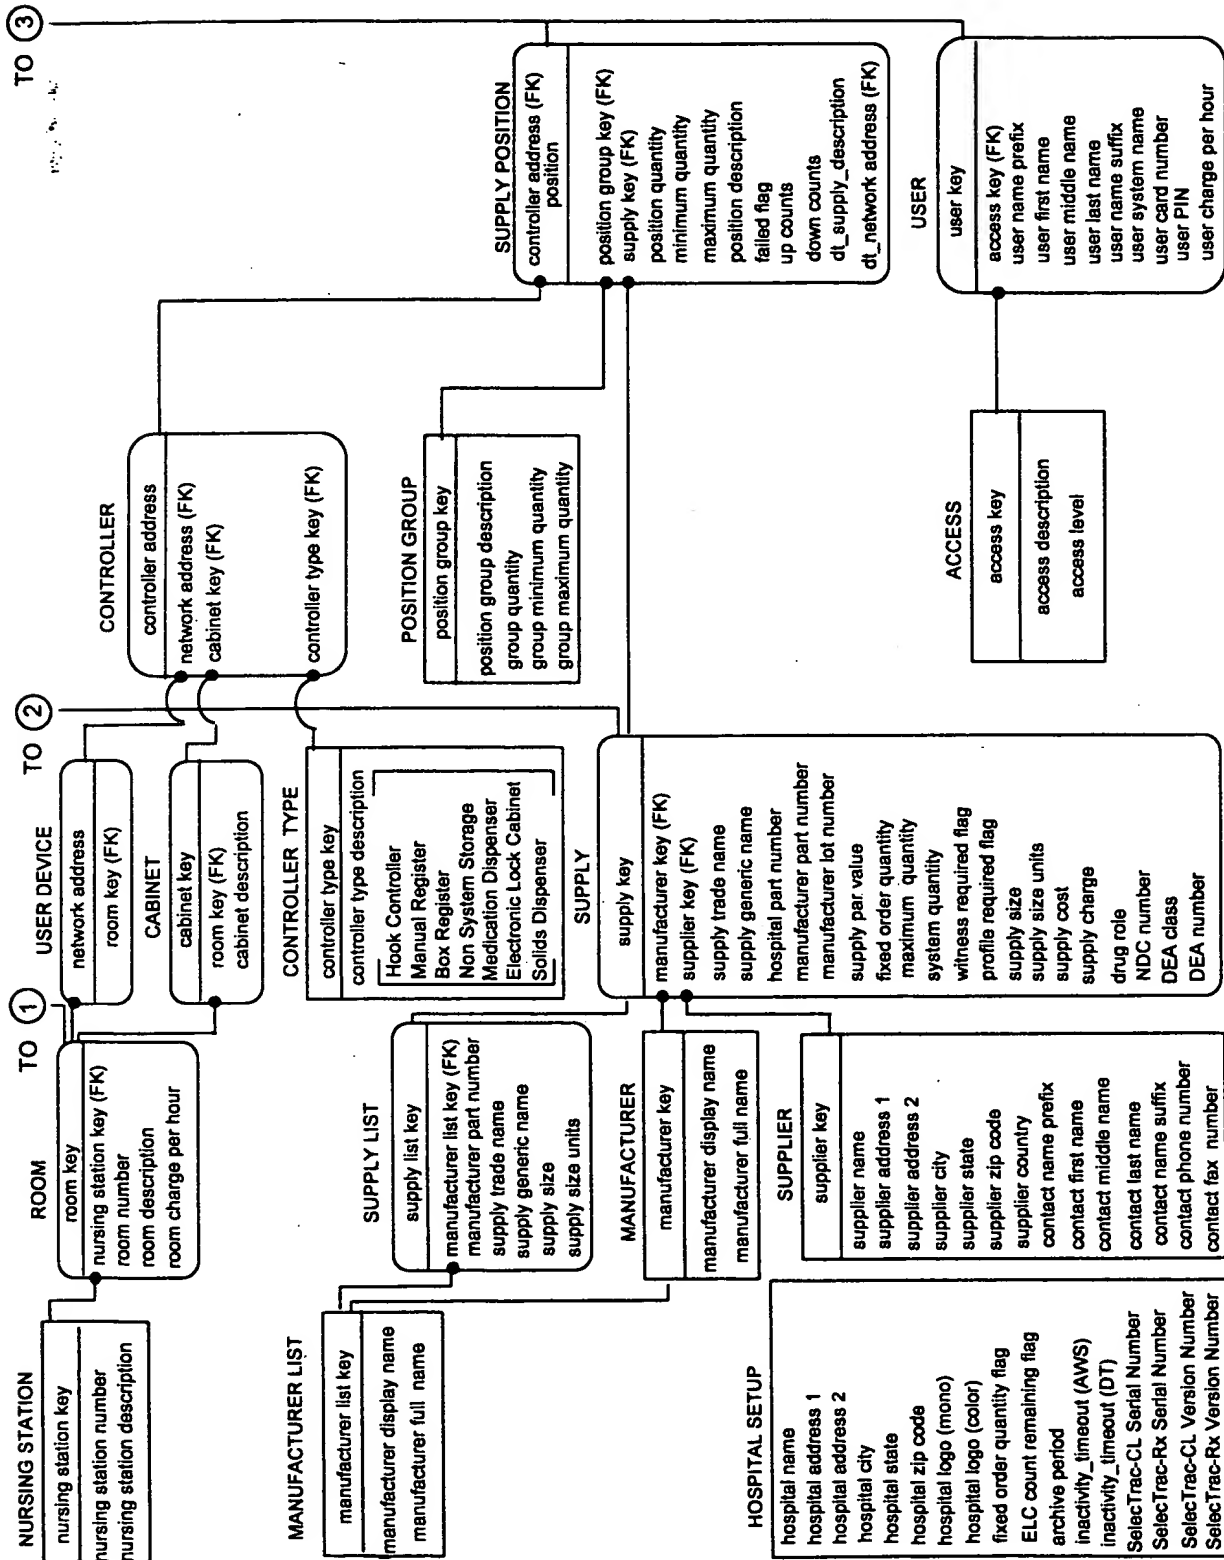 TO 1
TO 2
TO 3
NURSING STATION
nursing station key
nursing station number
nursing station description
ROOM
room key
nursing station key (FK)
room number
room description
room charge per hour
USER DEVICE
network address
room key (FK)
CABINET
cabinet key
room key (FK)
cabinet description
CONTROLLER
controller address
network address (FK)
cabinet key (FK)
controller type key (FK)
CONTROLLER TYPE
controller type key
controller type description
Hook Controller
Manual Register
Box Register
Non System Storage
Medication Dispenser
Electronic Lock Cabinet
Solids Dispenser
POSITION GROUP
position group key
position group description
group quantity
group minimum quantity
group maximum quantity
SUPPLY POSITION
controller address (FK)
position
position group key (FK)
supply key (FK)
position quantity
minimum quantity
maximum quantity
position description
failed flag
up counts
down counts
dt_supply_description
dt_network address (FK)
MANUFACTURER LIST
manufacturer list key
manufacturer display name
manufacturer full name
SUPPLY LIST
supply list key
manufacturer list key (FK)
manufacturer part number
supply trade name
supply generic name
supply size
supply size units
MANUFACTURER
manufacturer key
manufacturer display name
manufacturer full name
SUPPLY
supply key
manufacturer key (FK)
supplier key (FK)
supply trade name
supply generic name
hospital part number
manufacturer part number
manufacturer lot number
supply par value
fixed order quantity
maximum quantity
system quantity
witness required flag
profile required flag
supply size
supply size units
supply cost
supply charge
drug role
NDC number
DEA class
DEA number
ACCESS
access key
access description
access level
USER
user key
access key (FK)
user name prefix
user first name
user middle name
user last name
user name suffix
user system name
user card number
user PIN
user charge per hour
HOSPITAL SETUP
hospital name
hospital address 1
hospital address 2
hospital city
hospital state
hospital zip code
hospital logo (mono)
hospital logo (color)
fixed order quantity flag
ELC count remaining flag
archive period
inactivity_timeout (AWS)
inactivity_timeout (DT)
SelecTrac-CL Serial Number
SelecTrac-Rx Serial Number
SelecTrac-CL Version Number
SelecTrac-Rx Version Number
SUPPLIER
supplier key
supplier name
supplier address 1
supplier address 2
supplier city
supplier state
supplier zip code
supplier country
contact name prefix
contact first name
contact middle name
contact last name
contact name suffix
contact phone number
contact fax number